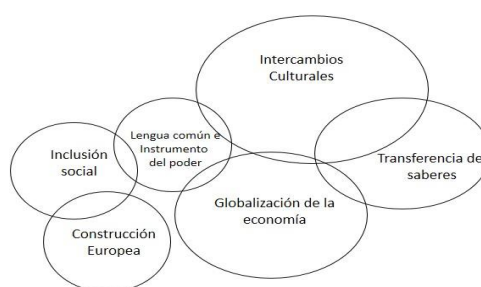 Intercambios
Culturales
Lengua común e
Instrumento
del poder
Inclusión
social
Transferencia de
saberes
Globalización de la
economía
Construcción
Europea